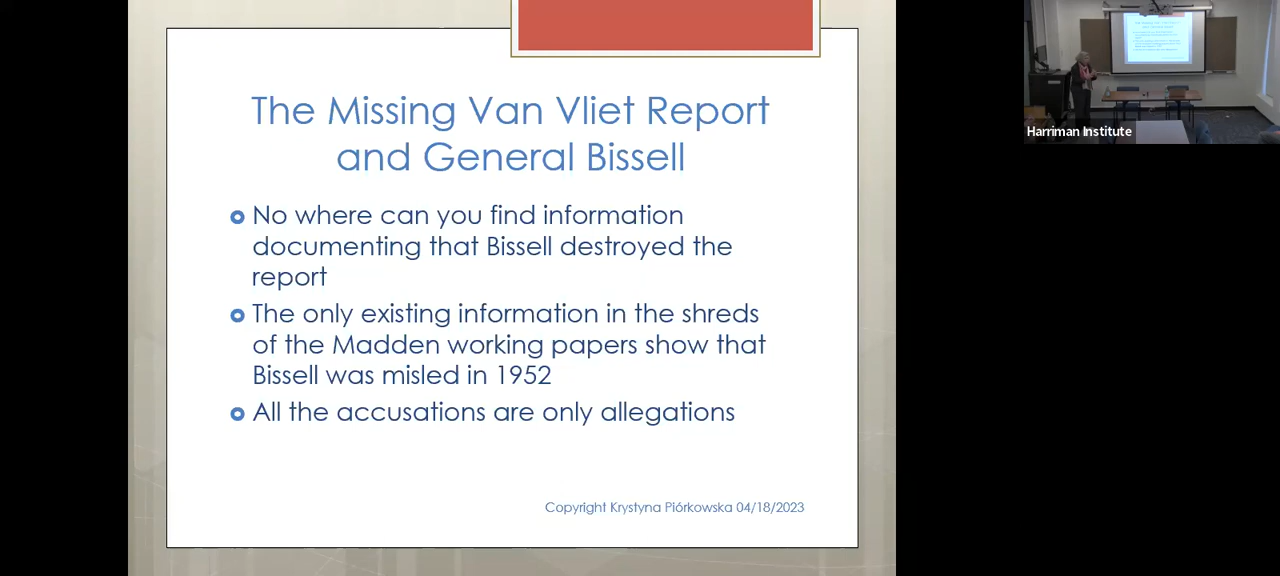 The Missing Van Vliet Report
and General Bissell
No where can you find information
documenting that Bissell destroyed the
report
The only existing information in the shreds
of the Madden working papers show that
Bissell was misled in 1952
All the accusations are only allegations
Copyright Krystyna Piórkowska 04/18/2023
Harriman Institute